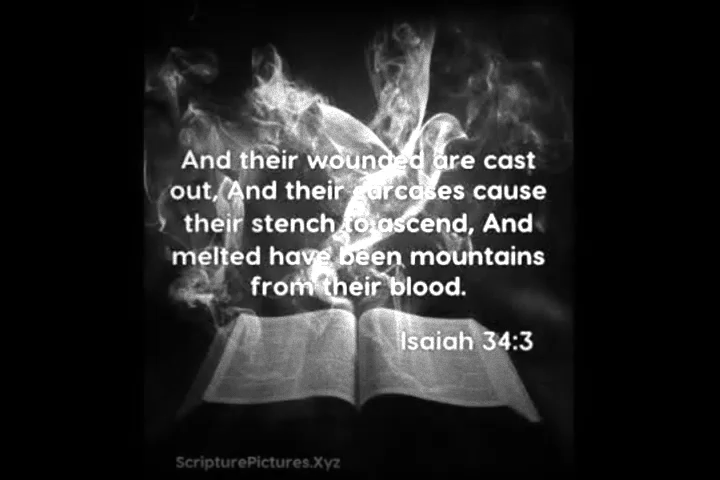 And their wounded are cast
out, And their carcases cause
their stench to ascend, And
melted have been mountains
from their blood.
Isaiah 34:3
ScripturePictures.Xyz